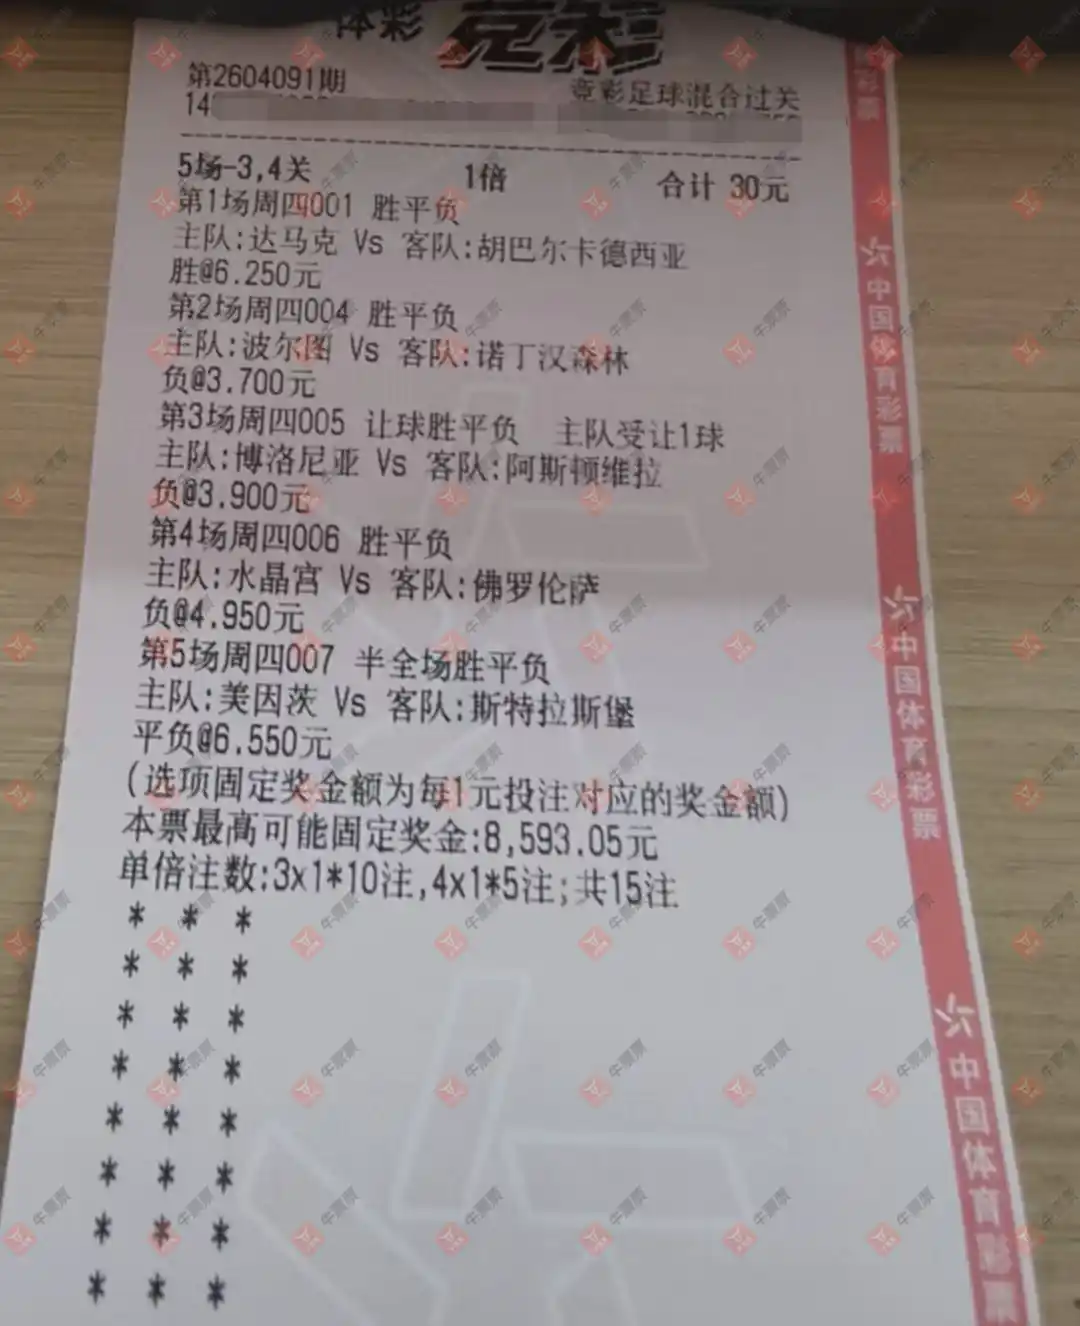 体彩 竞彩
第2604091期 竞彩足球混合过关
14
5场-3,4关 1倍 合计 30元
第1场周四001 胜平负
主队:达马克 Vs 客队:胡巴尔卡德西亚
胜@6.250元
第2场周四004 胜平负
主队:波尔图 Vs 客队:诺丁汉森林
负@3.700元
第3场周四005 让球胜平负 主队受让1球
主队:博洛尼亚 Vs 客队:阿斯顿维拉
负@3.900元
第4场周四006 胜平负
主队:水晶宫 Vs 客队:佛罗伦萨
负@4.950元
第5场周四007 半全场胜平负
主队:美因茨 Vs 客队:斯特拉斯堡
平负@6.550元
(选项固定奖金额为每1元投注对应的奖金额)
本票最高可能固定奖金:8,593.05元
单倍注数:3x1*10注,4x1*5注;共15注
* * *
* * *
* * *
* * *
* * *
* * *
* * *
* * *
彩票
中国体育彩票
中国体育彩票
中国体育彩票
牛票票